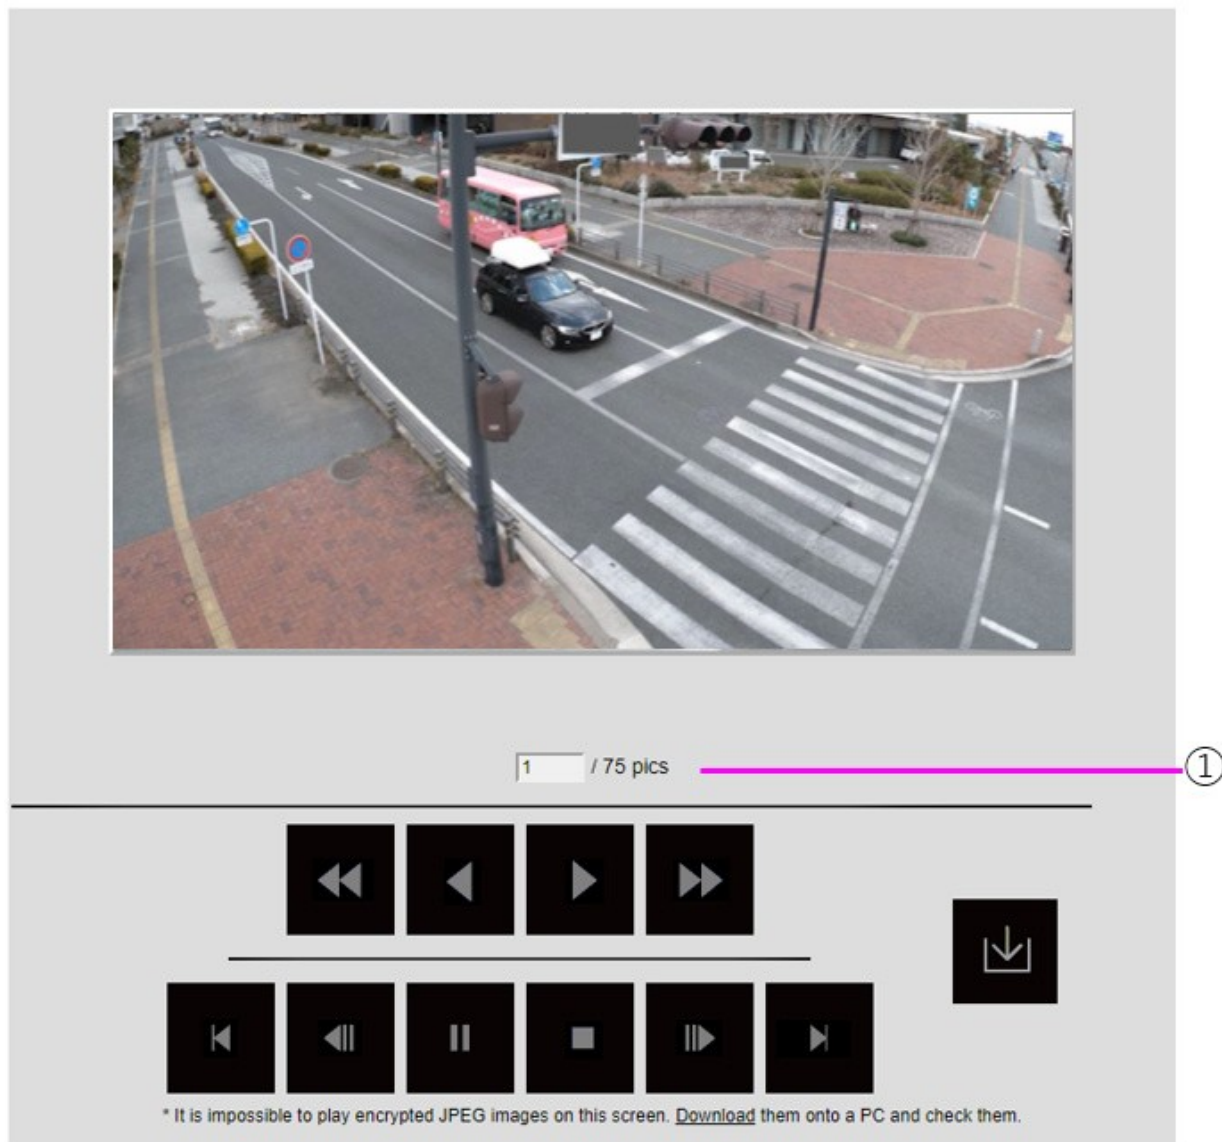 1 / 75 pics
①
* It is impossible to play encrypted JPEG images on this screen. Download them onto a PC and check them.